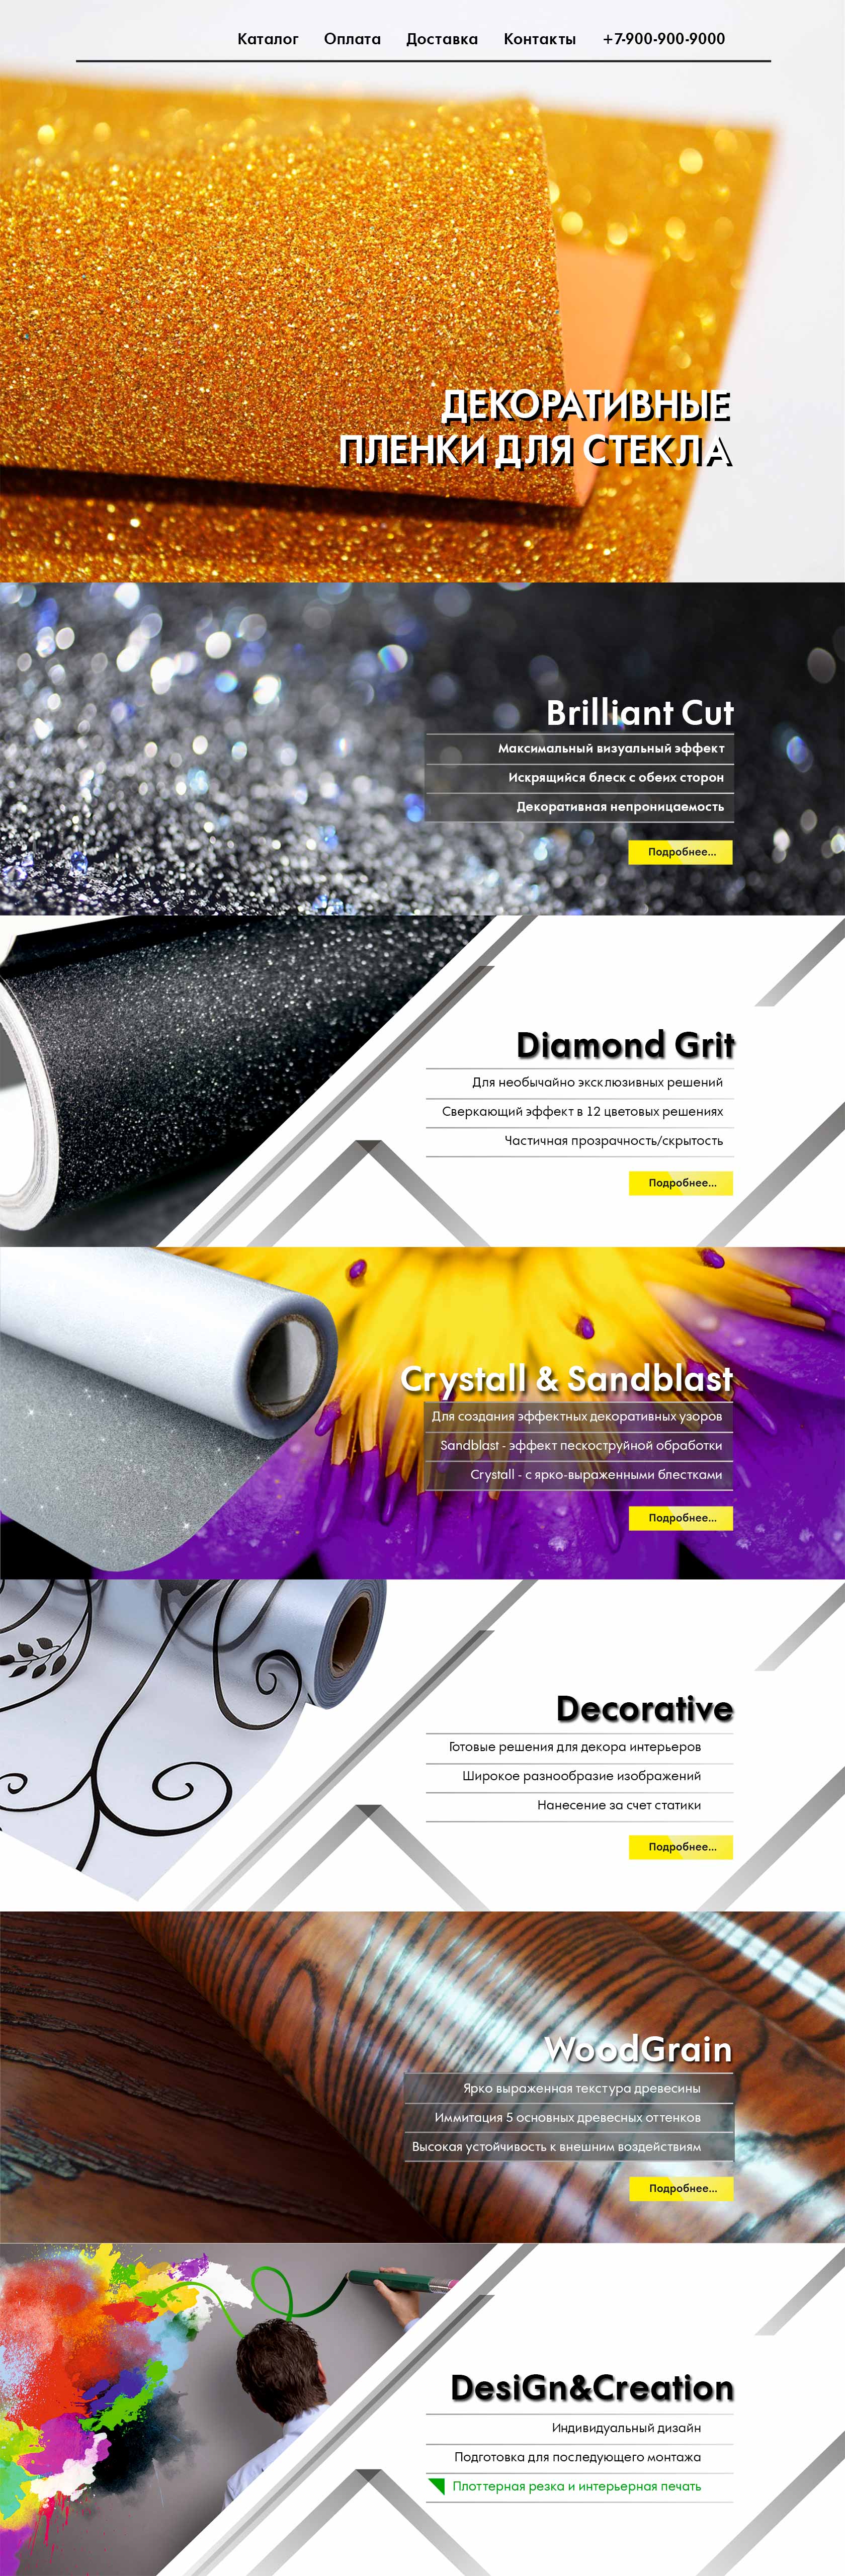 Каталог Оплата Доставка Контакты +7-900-900-9000
ДЕКОРАТИВНЫЕ
ПЛЕНКИ ДЛЯ СТЕКЛА
Brilliant Cut
Максимальный визуальный эффект
Искрящийся блеск с обеих сторон
Декоративная непроницаемость
Подробнее...
Diamond Grit
Для необычайно эксклюзивных решений
Сверкающий эффект в 12 цветовых решениях
Частичная прозрачность/скрытость
Подробнее...
Crystall & Sandblast
Для создания эффектных декоративных узоров
Sandblast - эффект пескоструйной обработки
Crystall - с ярко-выраженными блестками
Подробнее...
Decorative
Готовые решения для декора интерьеров
Широкое разнообразие изображений
Нанесение за счет статики
Подробнее...
WoodGrain
Ярко выраженная текстура древесины
Иммитация 5 основных древесных оттенков
Высокая устойчивость к внешним воздействиям
Подробнее...
DesiGn&Creation
Индивидуальный дизайн
Подготовка для последующего монтажа
Плоттерная резка и интерьерная печать